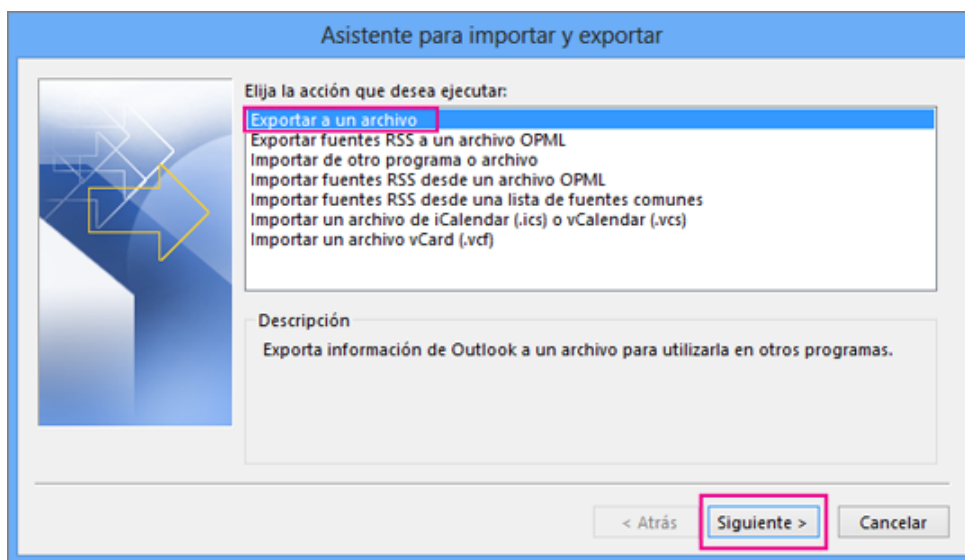 Asistente para importar y exportar
Elija la acción que desea ejecutar:
Exportar a un archivo
Exportar fuentes RSS a un archivo OPML
Importar de otro programa o archivo
Importar fuentes RSS desde un archivo OPML
Importar fuentes RSS desde una lista de fuentes comunes
Importar un archivo de iCalendar (.ics) o vCalendar (.vcs)
Importar un archivo vCard (.vcf)
Descripción
Exporta información de Outlook a un archivo para utilizarla en otros programas.
< Atrás Siguiente > Cancelar